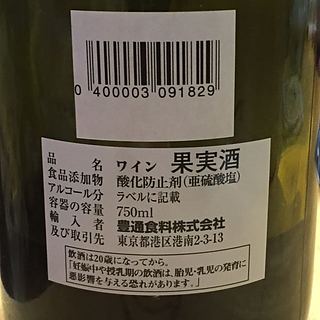 0 400003 091829
品 名 ワイン 果実酒
食品添加物 酸化防止剤(亜硫酸塩)
アルコール分 ラベルに記載
容器の容量 750ml
輸入者 豊通食料株式会社
及び取引先 東京都港区港南2-3-13
飲酒は20歳になってから。
「妊娠中や授乳期の飲酒は、胎児・乳児の発育に
悪影響を与える恐れがあります。」